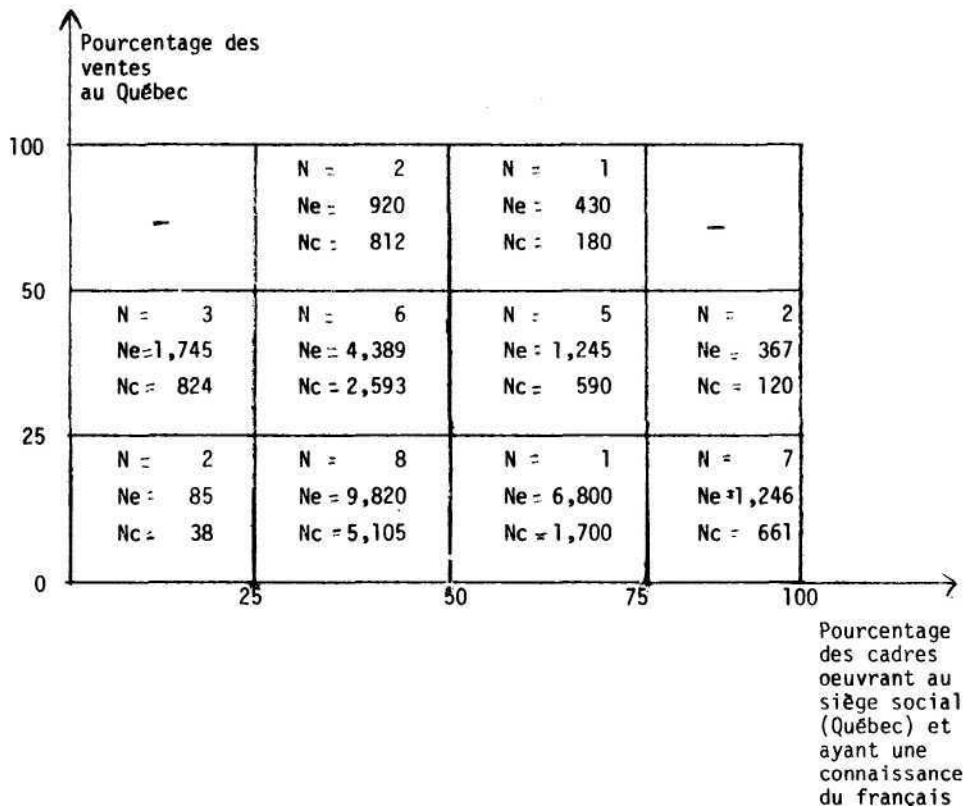 Pourcentage des
ventes
au Québec
100
N = 2 N = 1
Ne = 920 Ne = 430
– –
Nc = 812 Nc = 180
50
N = 3 N = 6 N = 5 N = 2
Ne=1,745 Ne=4,389 Ne=1,245 Ne = 367
Nc = 824 Nc=2,593 Nc= 590 Nc = 120
25
N = 2 N = 8 N = 1 N = 7
Ne= 85 Ne=9,820 Ne=6,800 Ne=1,246
Nc= 38 Nc=5,105 Nc=1,700 Nc= 661
0
25 50 75 100
Pourcentage
des cadres
oeuvrant au
siège social
(Québec) et
ayant une
connaissance
du français